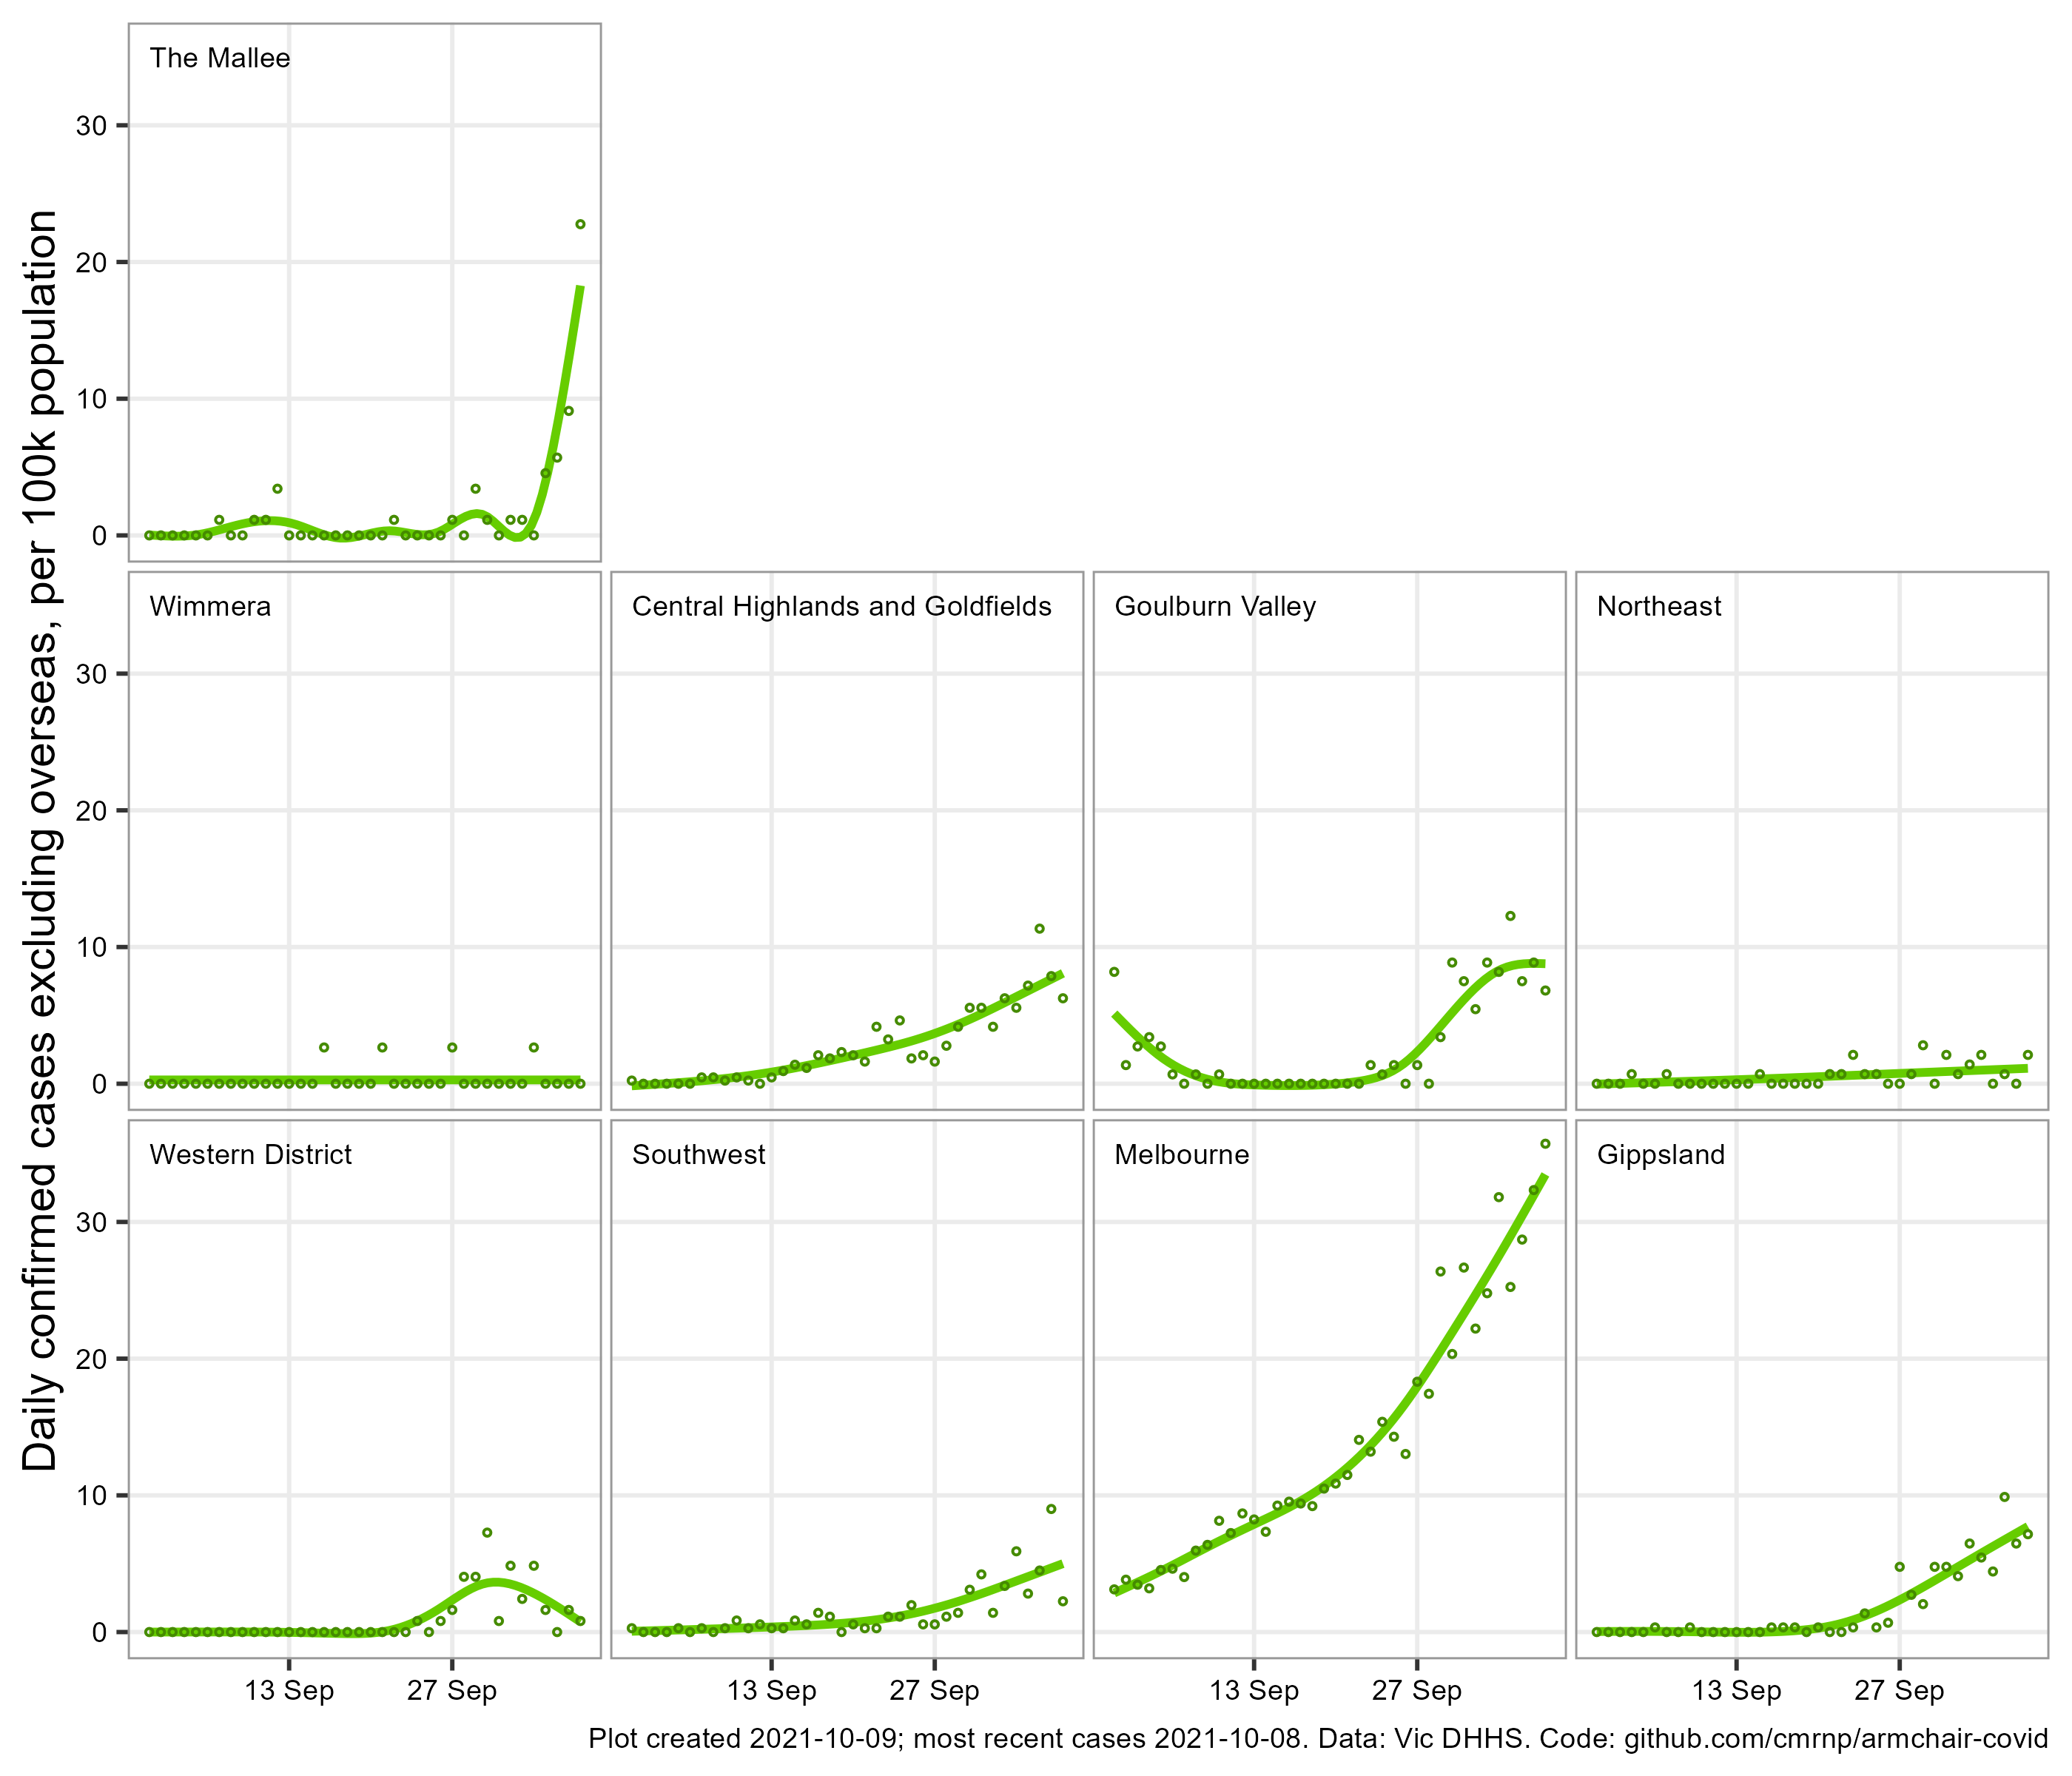 Daily confirmed cases excluding overseas, per 100k population
The Mallee
30
20
10
0
Wimmera
Central Highlands and Goldfields
Goulburn Valley
Northeast
30
20
10
0
Western District
Southwest
Melbourne
Gippsland
30
20
10
0
13 Sep
27 Sep
13 Sep
27 Sep
13 Sep
27 Sep
13 Sep
27 Sep
Plot created 2021-10-09; most recent cases 2021-10-08. Data: Vic DHHS. Code: github.com/cmrnp/armchair-covid